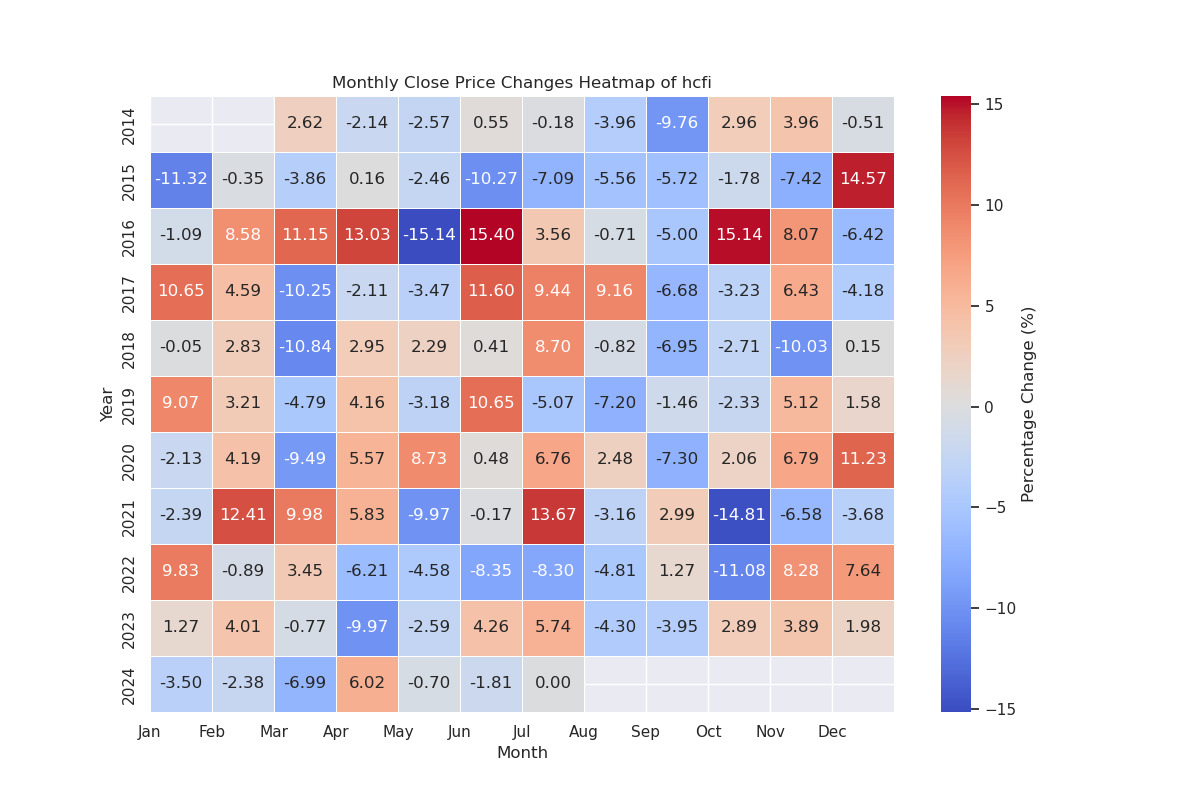 Monthly Close Price Changes Heatmap of hcfi
2014 2.62 -2.14 -2.57 0.55 -0.18 -3.96 -9.76 2.96 3.96 -0.51
2015 -11.32 -0.35 -3.86 0.16 -2.46 -10.27 -7.09 -5.56 -5.72 -1.78 -7.42 14.57
2016 -1.09 8.58 11.15 13.03 -15.14 15.40 3.56 -0.71 -5.00 15.14 8.07 -6.42
2017 10.65 4.59 -10.25 -2.11 -3.47 11.60 9.44 9.16 -6.68 -3.23 6.43 -4.18
2018 -0.05 2.83 -10.84 2.95 2.29 0.41 8.70 -0.82 -6.95 -2.71 -10.03 0.15
2019 9.07 3.21 -4.79 4.16 -3.18 10.65 -5.07 -7.20 -1.46 -2.33 5.12 1.58
2020 -2.13 4.19 -9.49 5.57 8.73 0.48 6.76 2.48 -7.30 2.06 6.79 11.23
2021 -2.39 12.41 9.98 5.83 -9.97 -0.17 13.67 -3.16 2.99 -14.81 -6.58 -3.68
2022 9.83 -0.89 3.45 -6.21 -4.58 -8.35 -8.30 -4.81 1.27 -11.08 8.28 7.64
2023 1.27 4.01 -0.77 -9.97 -2.59 4.26 5.74 -4.30 -3.95 2.89 3.89 1.98
2024 -3.50 -2.38 -6.99 6.02 -0.70 -1.81 0.00
Jan Feb Mar Apr May Jun Jul Aug Sep Oct Nov Dec
Month
Year
15
10
5
0
−5
−10
−15
Percentage Change (%)